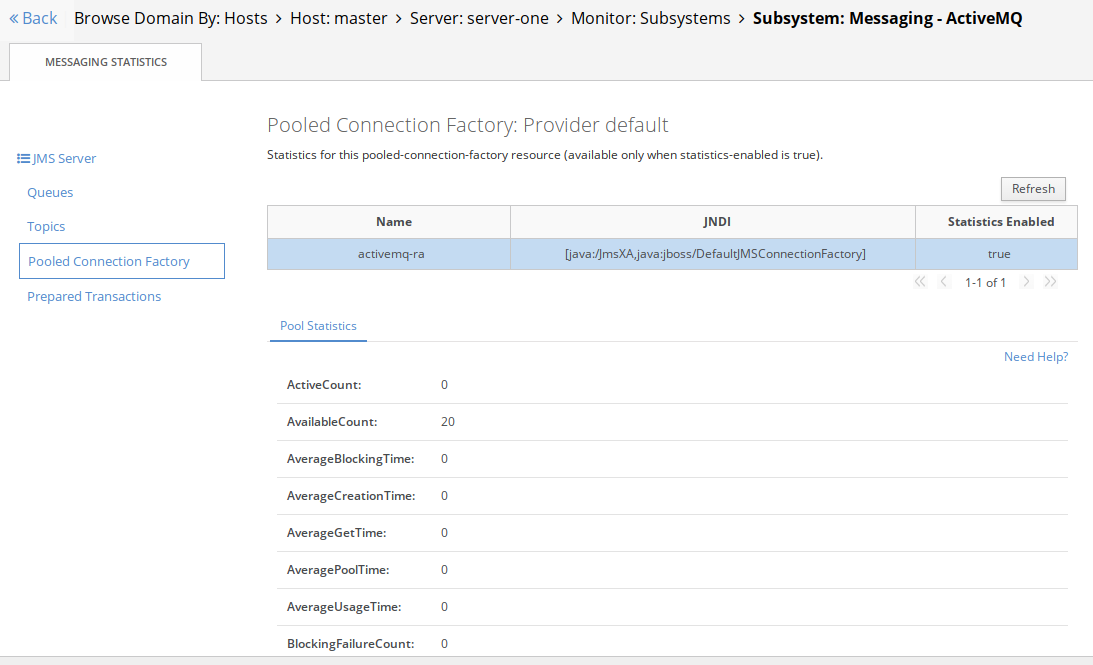 « Back Browse Domain By: Hosts › Host: master › Server: server-one › Monitor: Subsystems › Subsystem: Messaging - ActiveMQ
MESSAGING STATISTICS
JMS Server
Queues
Topics
Pooled Connection Factory
Prepared Transactions
Pooled Connection Factory: Provider default
Statistics for this pooled-connection-factory resource (available only when statistics-enabled is true).
Refresh
Name JNDI Statistics Enabled
activemq-ra [java:/JmsXA,java:jboss/DefaultJMSConnectionFactory] true
« ‹ 1-1 of 1 › »
Pool Statistics
Need Help?
ActiveCount: 0
AvailableCount: 20
AverageBlockingTime: 0
AverageCreationTime: 0
AverageGetTime: 0
AveragePoolTime: 0
AverageUsageTime: 0
BlockingFailureCount: 0